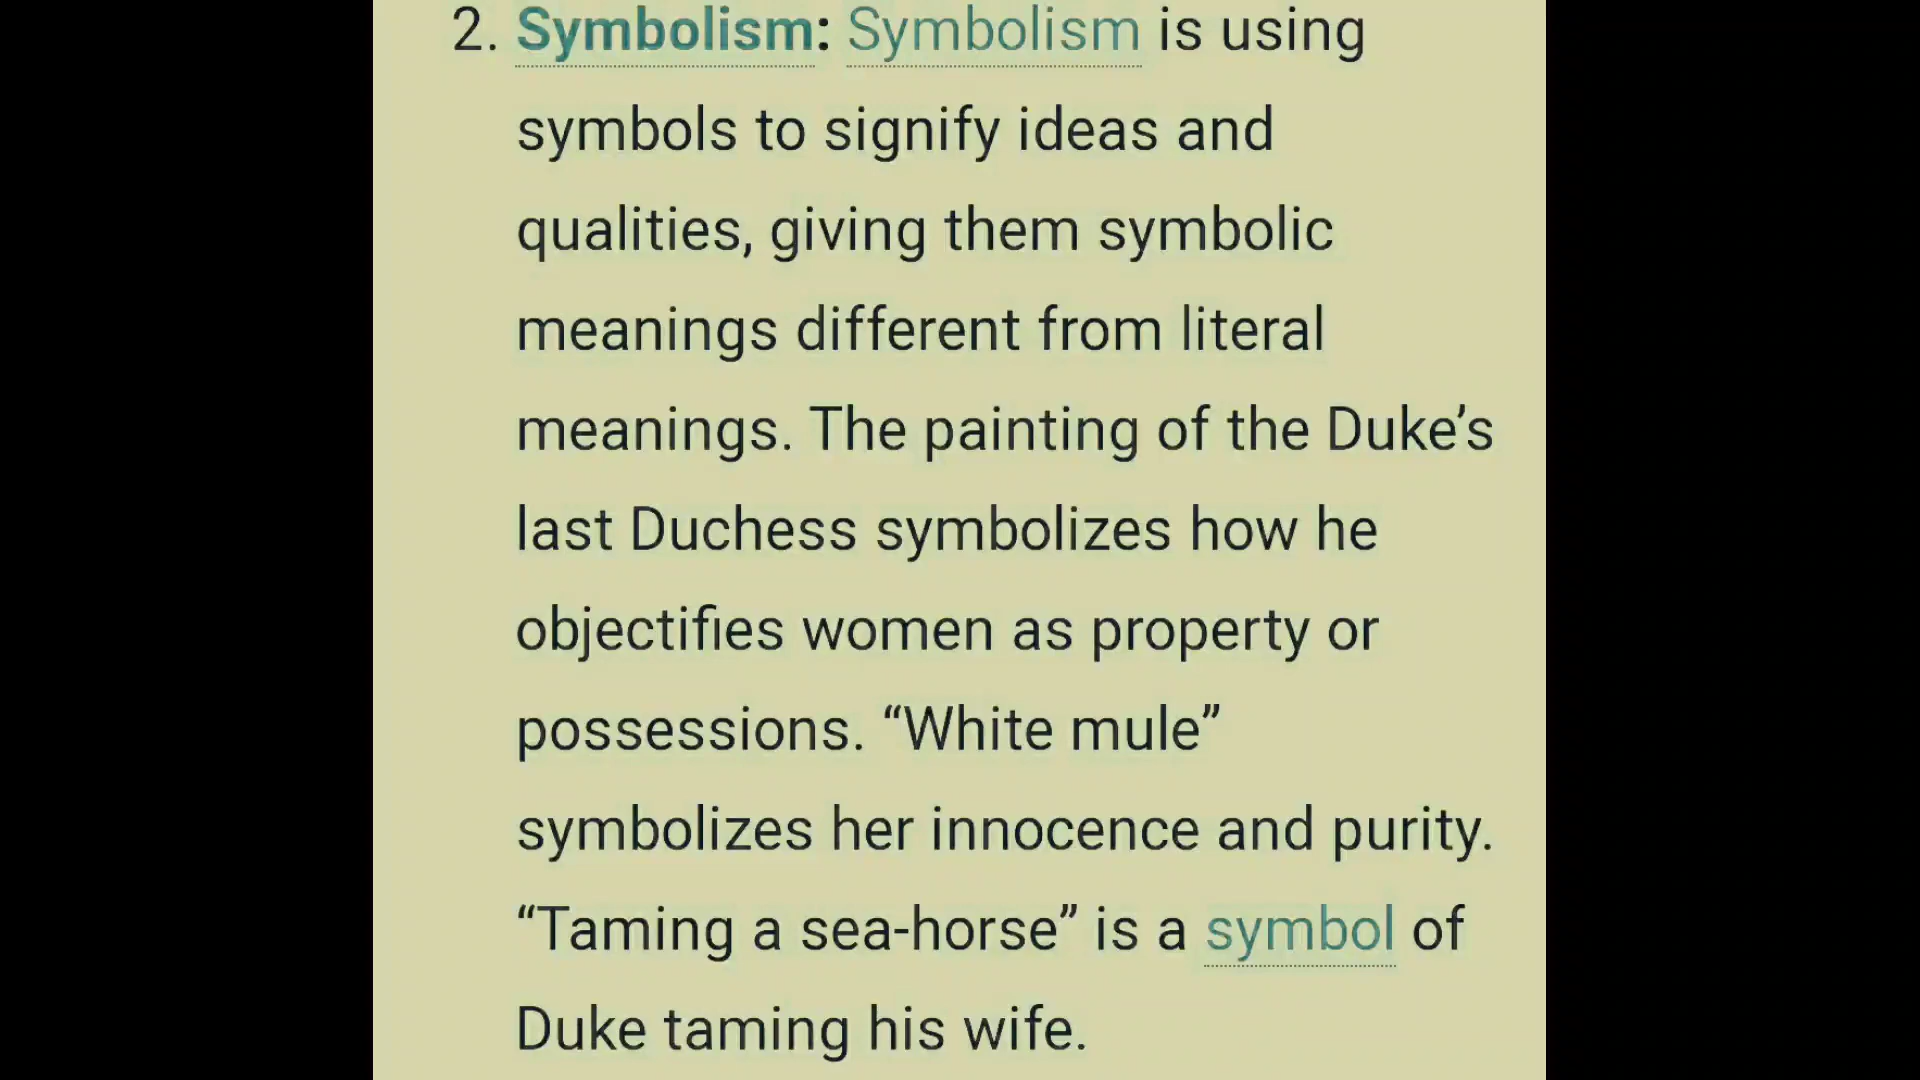 2. Symbolism: Symbolism is using
symbols to signify ideas and
qualities, giving them symbolic
meanings different from literal
meanings. The painting of the Duke’s
last Duchess symbolizes how he
objectifies women as property or
possessions. “White mule”
symbolizes her innocence and purity.
“Taming a sea-horse” is a symbol of
Duke taming his wife.